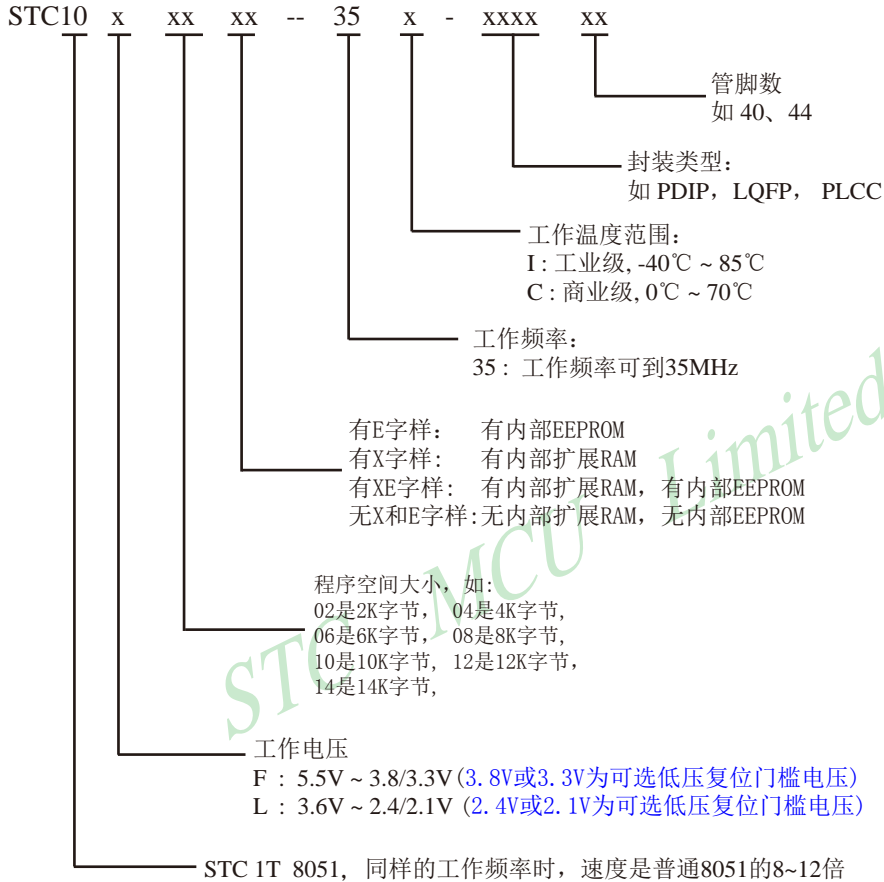 STC10 x xx xx -- 35 x - xxxx xx
管脚数
如 40、44
封装类型：
如 PDIP，LQFP， PLCC
工作温度范围：
I : 工业级, -40℃ ~ 85℃
C : 商业级, 0℃ ~ 70℃
工作频率：
35 : 工作频率可到35MHz
有E字样： 有内部EEPROM
有X字样: 有内部扩展RAM
有XE字样: 有内部扩展RAM，有内部EEPROM
无X和E字样:无内部扩展RAM，无内部EEPROM
程序空间大小，如:
02是2K字节， 04是4K字节,
06是6K字节， 08是8K字节,
10是10K字节, 12是12K字节，
14是14K字节,
工作电压
F : 5.5V ~ 3.8/3.3V(3.8V或3.3V为可选低压复位门槛电压)
L : 3.6V ~ 2.4/2.1V (2.4V或2.1V为可选低压复位门槛电压)
STC 1T 8051, 同样的工作频率时，速度是普通8051的8~12倍
STC MCU Limited